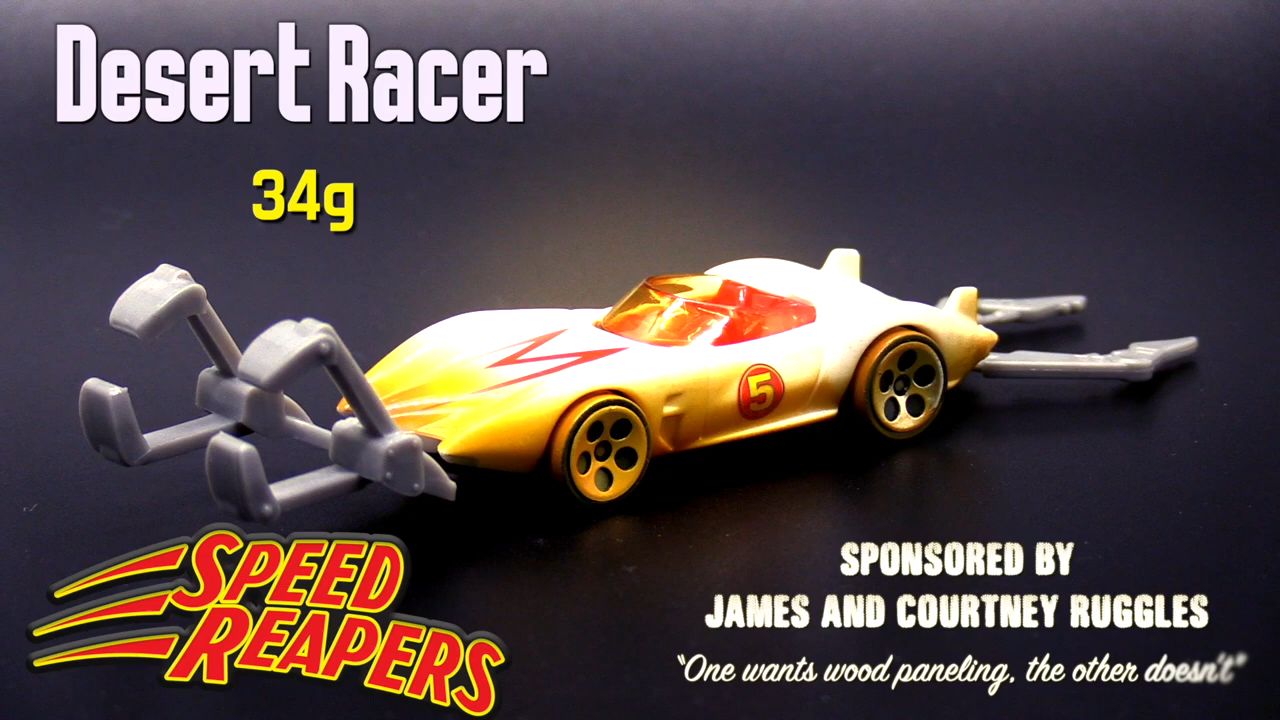 Desert Racer
34g
M
5
SPEED
REAPERS
SPONSORED BY
JAMES AND COURTNEY RUGGLES
"One wants wood paneling, the other doesn't"